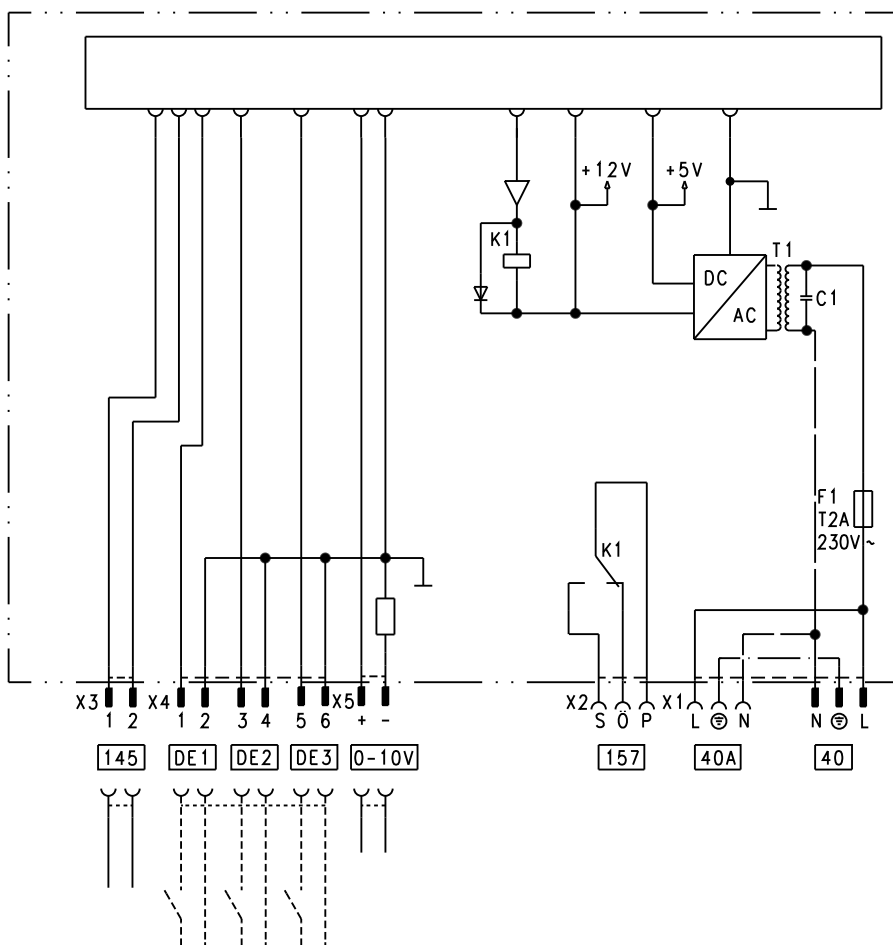 +12V +5V
K1 T1
DC
AC C1
F1
T2A
230V~
K1
X3 X4 X5 X2 X1
1 2 1 2 3 4 5 6 + - S Ö P L N N L
145 DE1 DE2 DE3 0-10V 157 40A 40